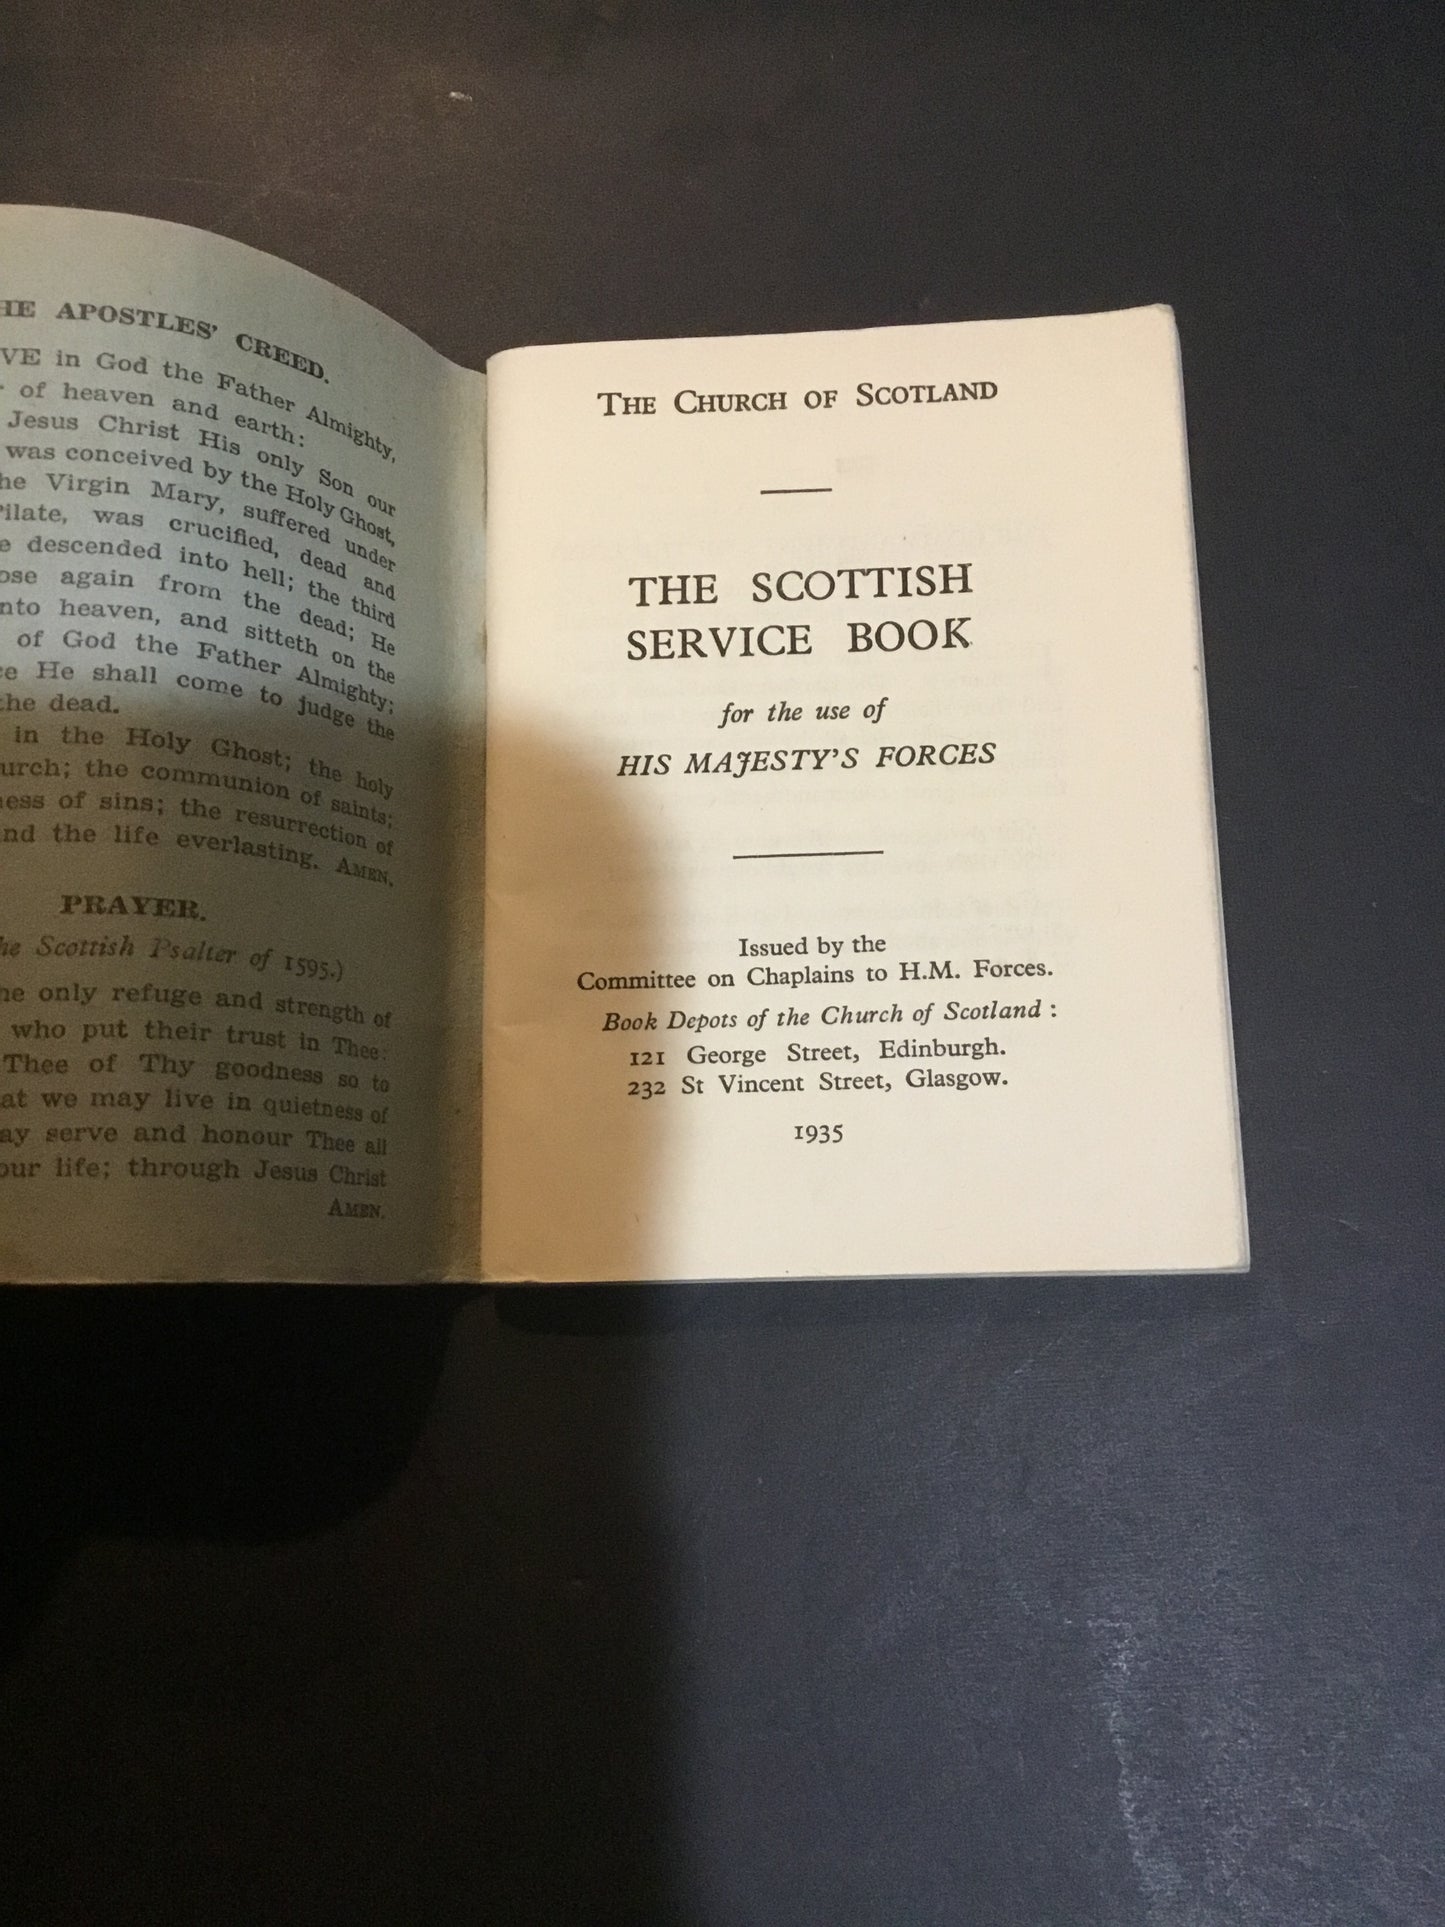 HE APOSTLES' CREED.
VE in God the Father Almighty,
of heaven and earth:
Jesus Christ His only Son our
was conceived by the Holy Ghost,
he Virgin Mary, suffered under
ilate, was crucified, dead and
e descended into hell; the third
ose again from the dead; He
nto heaven, and sitteth on the
of God the Father Almighty;
ce He shall come to judge the
the dead.
in the Holy Ghost; the holy
urch; the communion of saints;
ness of sins; the resurrection of
nd the life everlasting. AMEN.
PRAYER.
he Scottish Psalter of 1595.)
he only refuge and strength of
who put their trust in Thee:
Thee of Thy goodness so to
at we may live in quietness of
ay serve and honour Thee all
our life; through Jesus Christ
AMEN.
THE CHURCH OF SCOTLAND
THE SCOTTISH
SERVICE BOOK
for the use of
HIS MAJESTY'S FORCES
Issued by the
Committee on Chaplains to H.M. Forces.
Book Depots of the Church of Scotland :
121 George Street, Edinburgh.
232 St Vincent Street, Glasgow.
1935